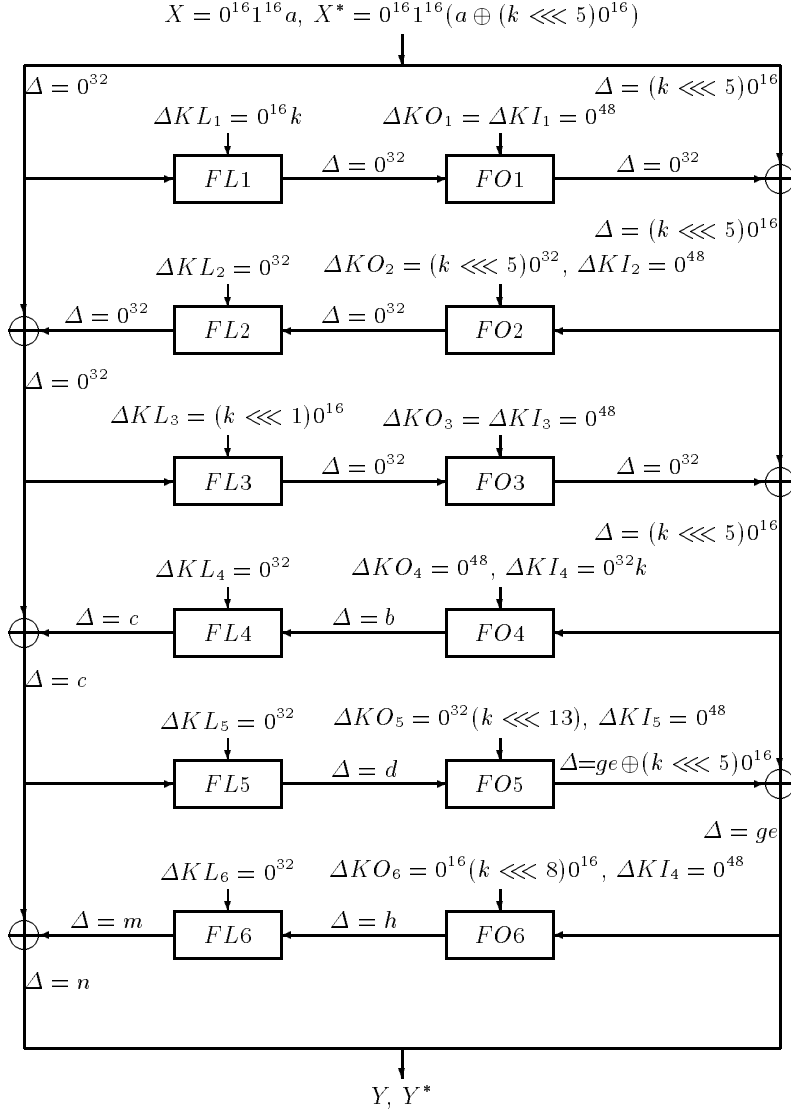 X = 0^{16}1^{16}a, X^* = 0^{16}1^{16}(a ⊕ (k ⋘ 5)0^{16})
Δ = 0^{32}
Δ = (k ⋘ 5)0^{16}
ΔKL_1 = 0^{16}k
ΔKO_1 = ΔKI_1 = 0^{48}
FL1
Δ = 0^{32}
FO1
Δ = 0^{32}
Δ = (k ⋘ 5)0^{16}
ΔKL_2 = 0^{32}
ΔKO_2 = (k ⋘ 5)0^{32}, ΔKI_2 = 0^{48}
Δ = 0^{32}
FL2
Δ = 0^{32}
FO2
Δ = 0^{32}
ΔKL_3 = (k ⋘ 1)0^{16}
ΔKO_3 = ΔKI_3 = 0^{48}
FL3
Δ = 0^{32}
FO3
Δ = 0^{32}
Δ = (k ⋘ 5)0^{16}
ΔKL_4 = 0^{32}
ΔKO_4 = 0^{48}, ΔKI_4 = 0^{32}k
Δ = c
FL4
Δ = b
FO4
Δ = c
ΔKL_5 = 0^{32}
ΔKO_5 = 0^{32}(k ⋘ 13), ΔKI_5 = 0^{48}
FL5
Δ = d
FO5
Δ=ge⊕(k ⋘ 5)0^{16}
Δ = ge
ΔKL_6 = 0^{32}
ΔKO_6 = 0^{16}(k ⋘ 8)0^{16}, ΔKI_4 = 0^{48}
Δ = m
FL6
Δ = h
FO6
Δ = n
Y, Y^*